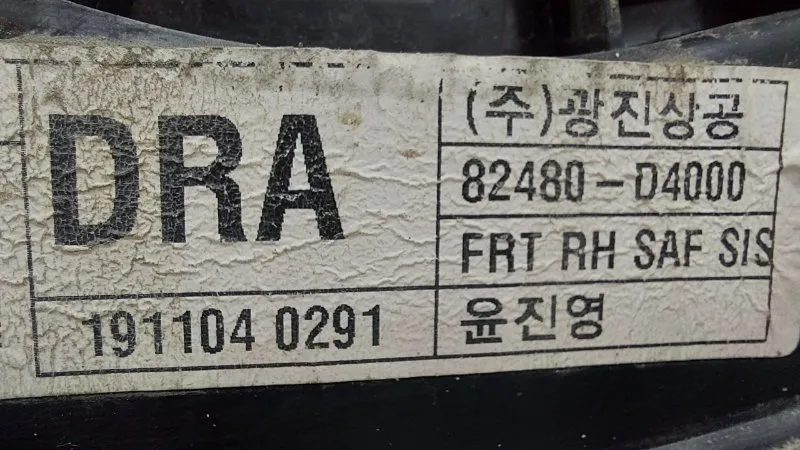 DRA
(주)광진상공
82480-D4000
FRT RH SAF SIS
191104 0291
윤진영